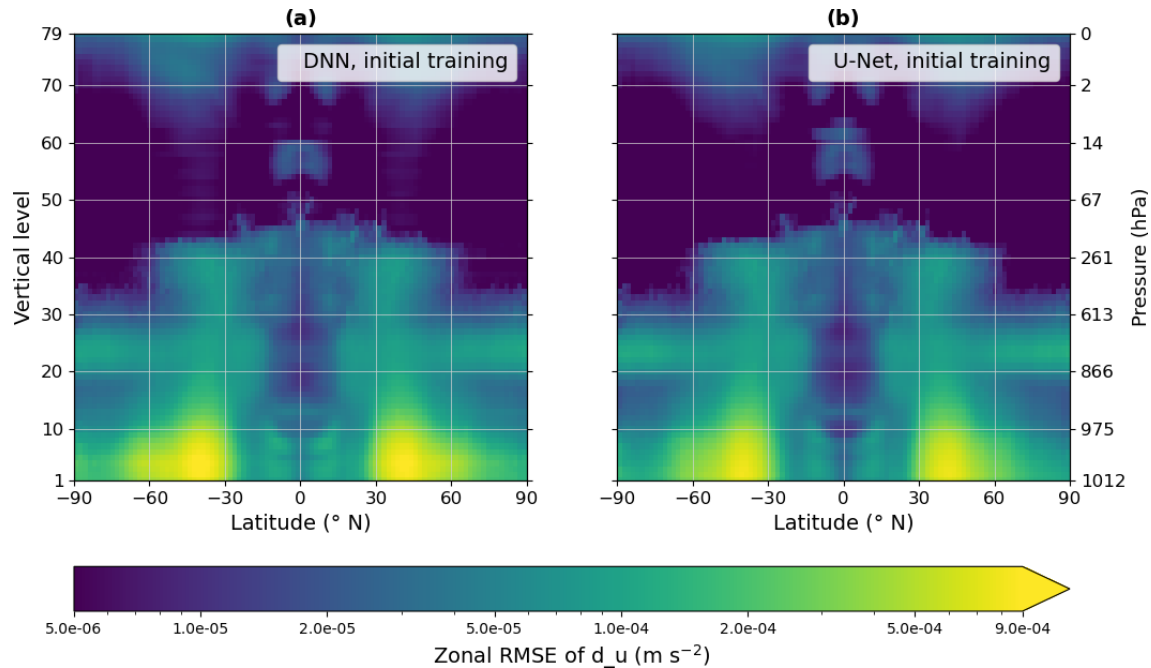 (a)
(b)
DNN, initial training
U-Net, initial training
Vertical level
79
70
60
50
40
30
20
10
1
−90
−60
−30
0
30
60
90
Latitude (° N)
−90
−60
−30
0
30
60
90
Latitude (° N)
0
2
14
67
261
613
866
975
1012
Pressure (hPa)
5.0e-06
1.0e-05
2.0e-05
5.0e-05
1.0e-04
2.0e-04
5.0e-04
9.0e-04
Zonal RMSE of d_u (m s⁻²)